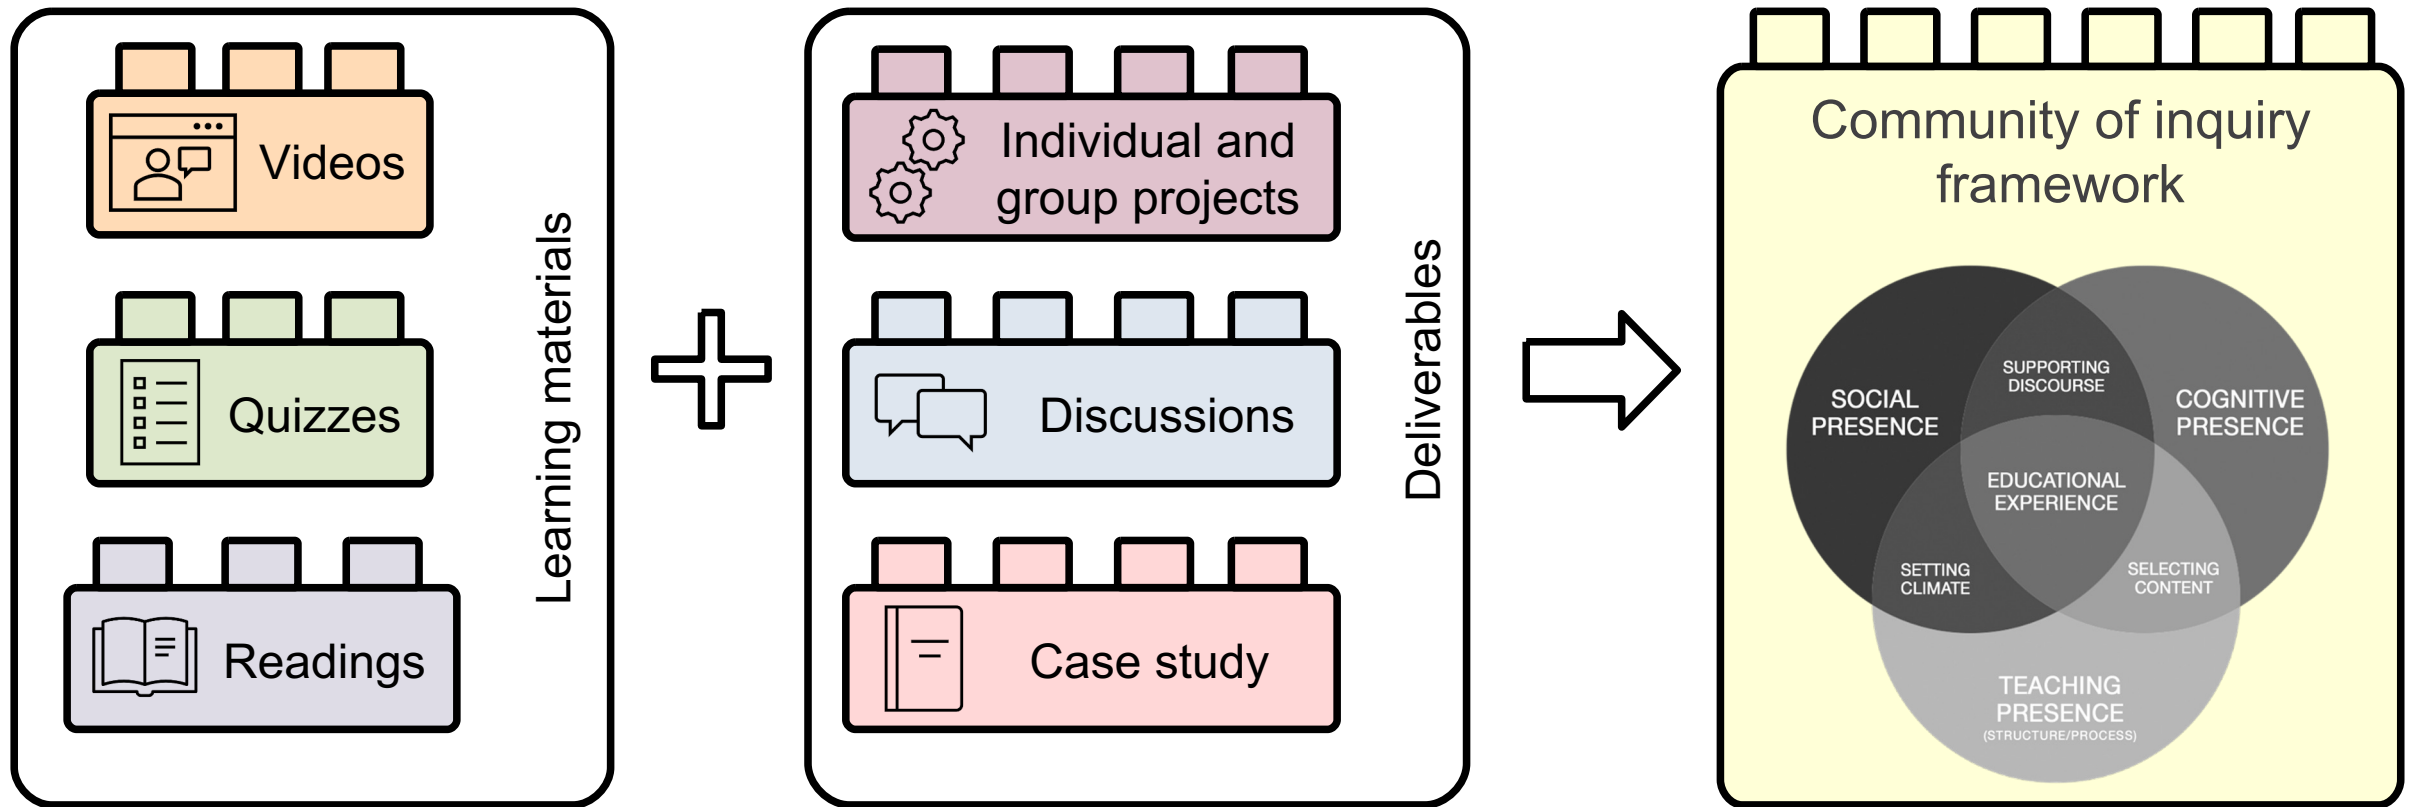 Videos
Quizzes
Readings
Learning materials
Individual and
group projects
Discussions
Case study
Deliverables
Community of inquiry
framework
SOCIAL
PRESENCE
SUPPORTING
DISCOURSE
COGNITIVE
PRESENCE
EDUCATIONAL
EXPERIENCE
SETTING
CLIMATE
SELECTING
CONTENT
TEACHING
PRESENCE
(STRUCTURE/PROCESS)